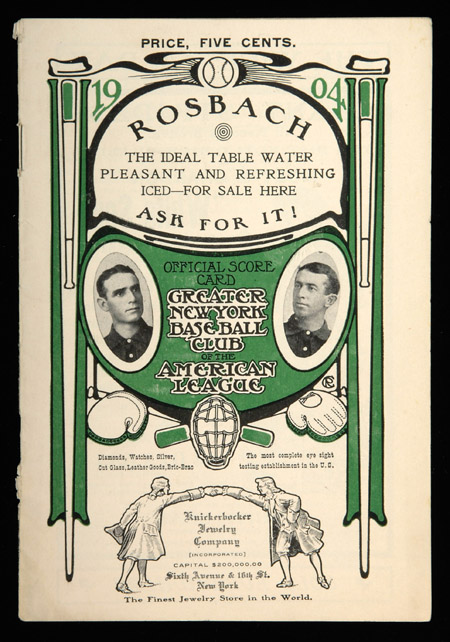 PRICE, FIVE CENTS.
1904
ROSBACH
THE IDEAL TABLE WATER
PLEASANT AND REFRESHING
ICED—FOR SALE HERE
ASK FOR IT!
OFFICIAL SCORE
CARD
GREATER
NEW YORK
BASE BALL
CLUB
OF THE
AMERICAN
LEAGUE
Diamonds, Watches, Silver,
Cut Glass, Leather Goods, Bric-Brac
The most complete eye sight
testing establishment in the U.S.
Knickerbocker
Jewelry
Company
[INCORPORATED]
CAPITAL $200,000.00
Sixth Avenue & 16th St.
New York
The Finest Jewelry Store in the World.